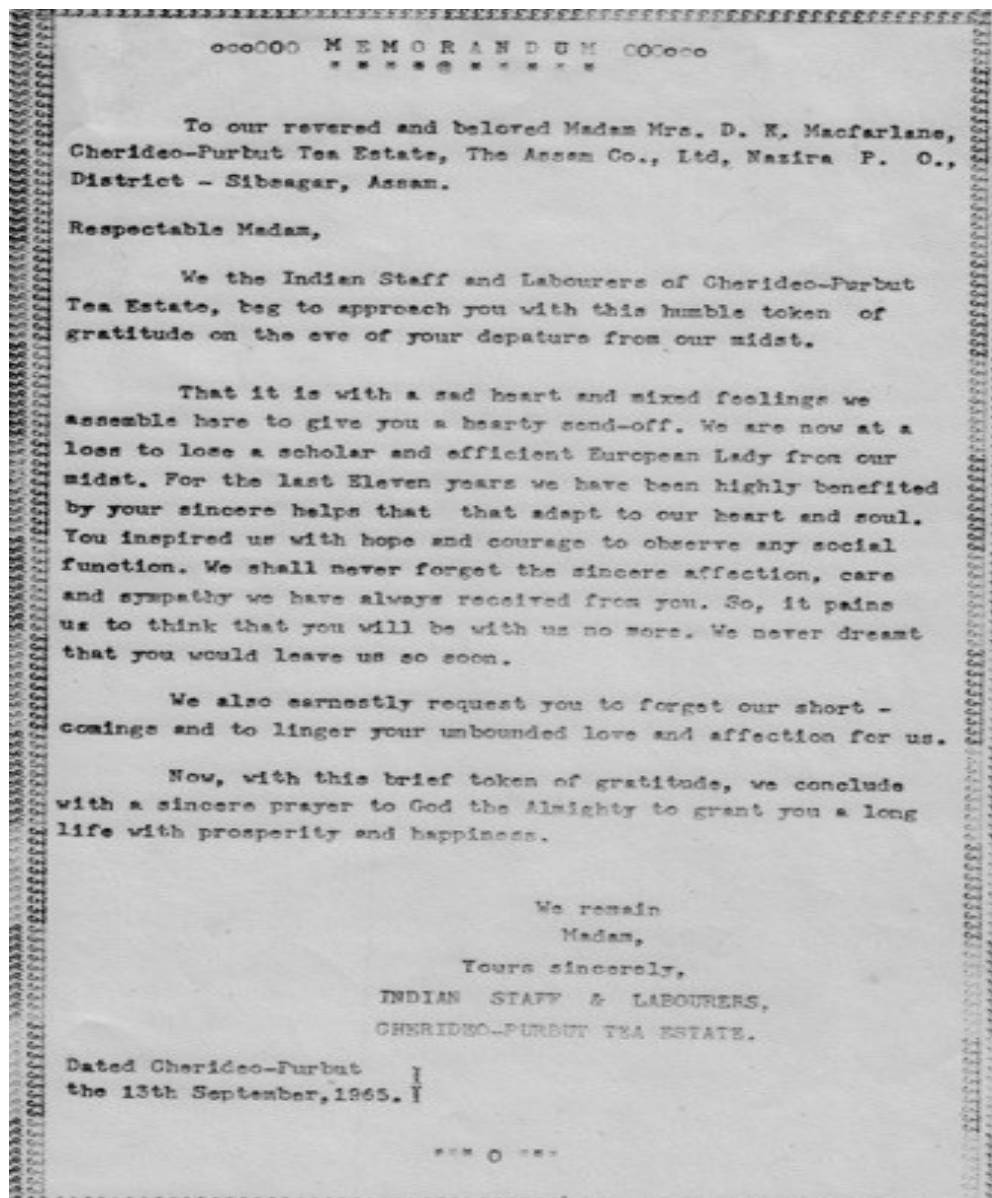 ooo000 M E M O R A N D U M 000ooo
To our revered and beloved Madam Mrs. D. K. Macfarlane,
Cherideo-Purbut Tea Estate, The Assam Co., Ltd, Nazira P. O.,
District - Sibsagar, Assam.
Respectable Madam,
We the Indian Staff and Labourers of Cherideo-Purbut
Tea Estate, beg to approach you with this humble token of
gratitude on the eve of your depature from our midst.
That it is with a sad heart and mixed feelings we
assemble here to give you a hearty send-off. We are now at a
loss to lose a scholar and efficient European Lady from our
midst. For the last Eleven years we have been highly benefited
by your sincere helps that that adapt to our heart and soul.
You inspired us with hope and courage to observe any social
function. We shall never forget the sincere affection, care
and sympathy we have always received from you. So, it pains
us to think that you will be with us no more. We never dreamt
that you would leave us so soon.
We also earnestly request you to forget our short -
comings and to linger your unbounded love and affection for us.
Now, with this brief token of gratitude, we conclude
with a sincere prayer to God the Almighty to grant you a long
life with prosperity and happiness.
We remain
Madam,
Yours sincerely,
INDIAN STAFF & LABOURERS,
CHERIDEO-PURBUT TEA ESTATE.
Dated Cherideo-Purbut
the 13th September,1965.